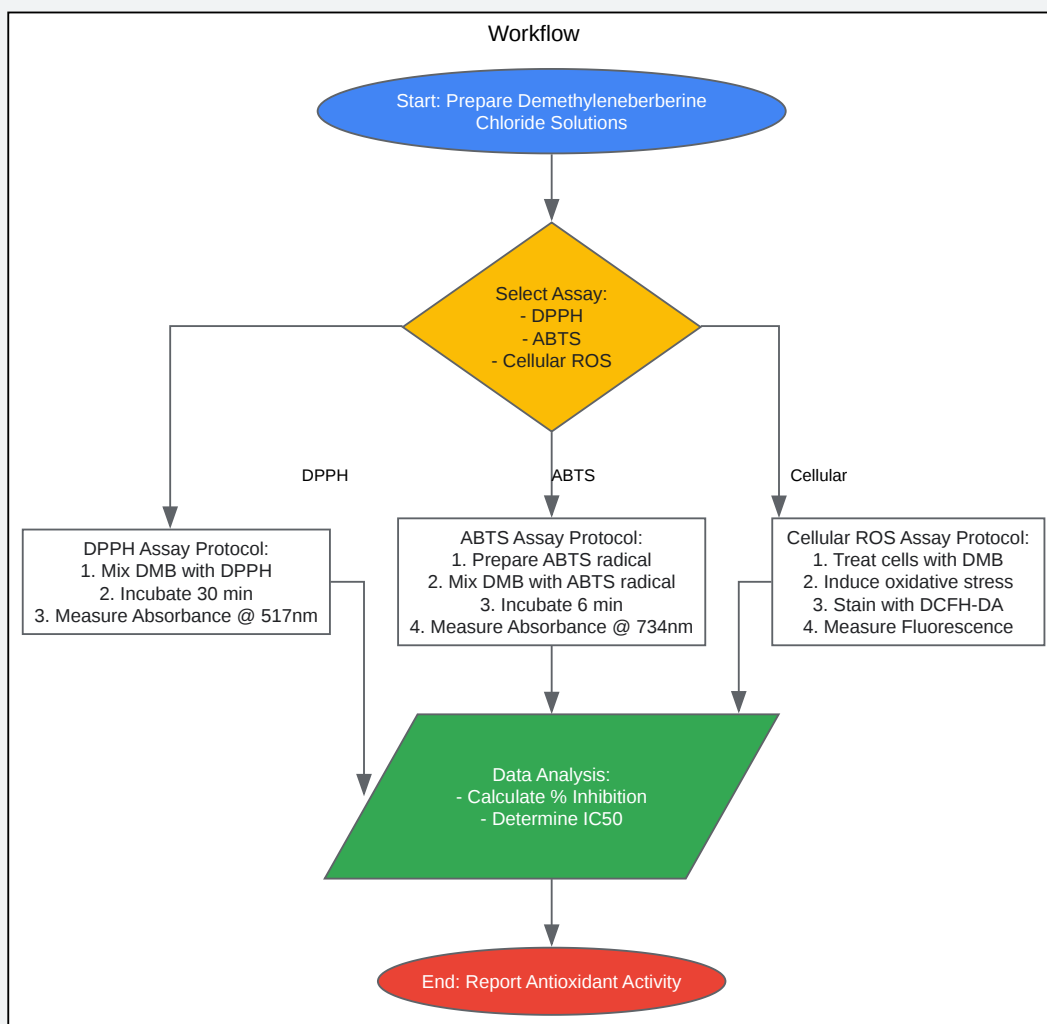 Workflow
Start: Prepare Demethyleneberberine
Chloride Solutions
Select Assay:
- DPPH
- ABTS
- Cellular ROS
DPPH
ABTS
Cellular
DPPH Assay Protocol:
1. Mix DMB with DPPH
2. Incubate 30 min
3. Measure Absorbance @ 517nm
ABTS Assay Protocol:
1. Prepare ABTS radical
2. Mix DMB with ABTS radical
3. Incubate 6 min
4. Measure Absorbance @ 734nm
Cellular ROS Assay Protocol:
1. Treat cells with DMB
2. Induce oxidative stress
3. Stain with DCFH-DA
4. Measure Fluorescence
Data Analysis:
- Calculate % Inhibition
- Determine IC50
End: Report Antioxidant Activity